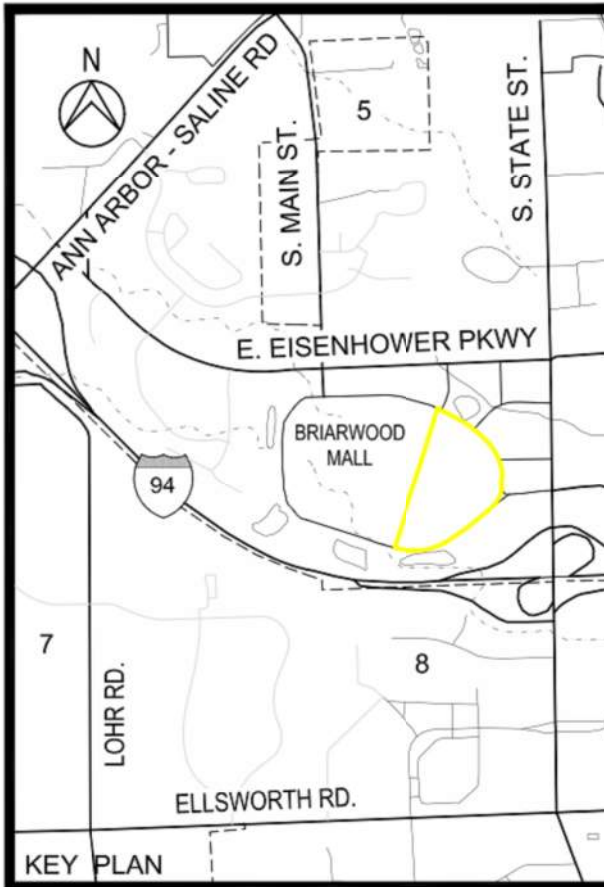 N
ANN ARBOR - SALINE RD
5
S. MAIN ST.
S. STATE ST.
E. EISENHOWER PKWY
BRIARWOOD
MALL
94
7
8
LOHR RD.
ELLSWORTH RD.
KEY PLAN